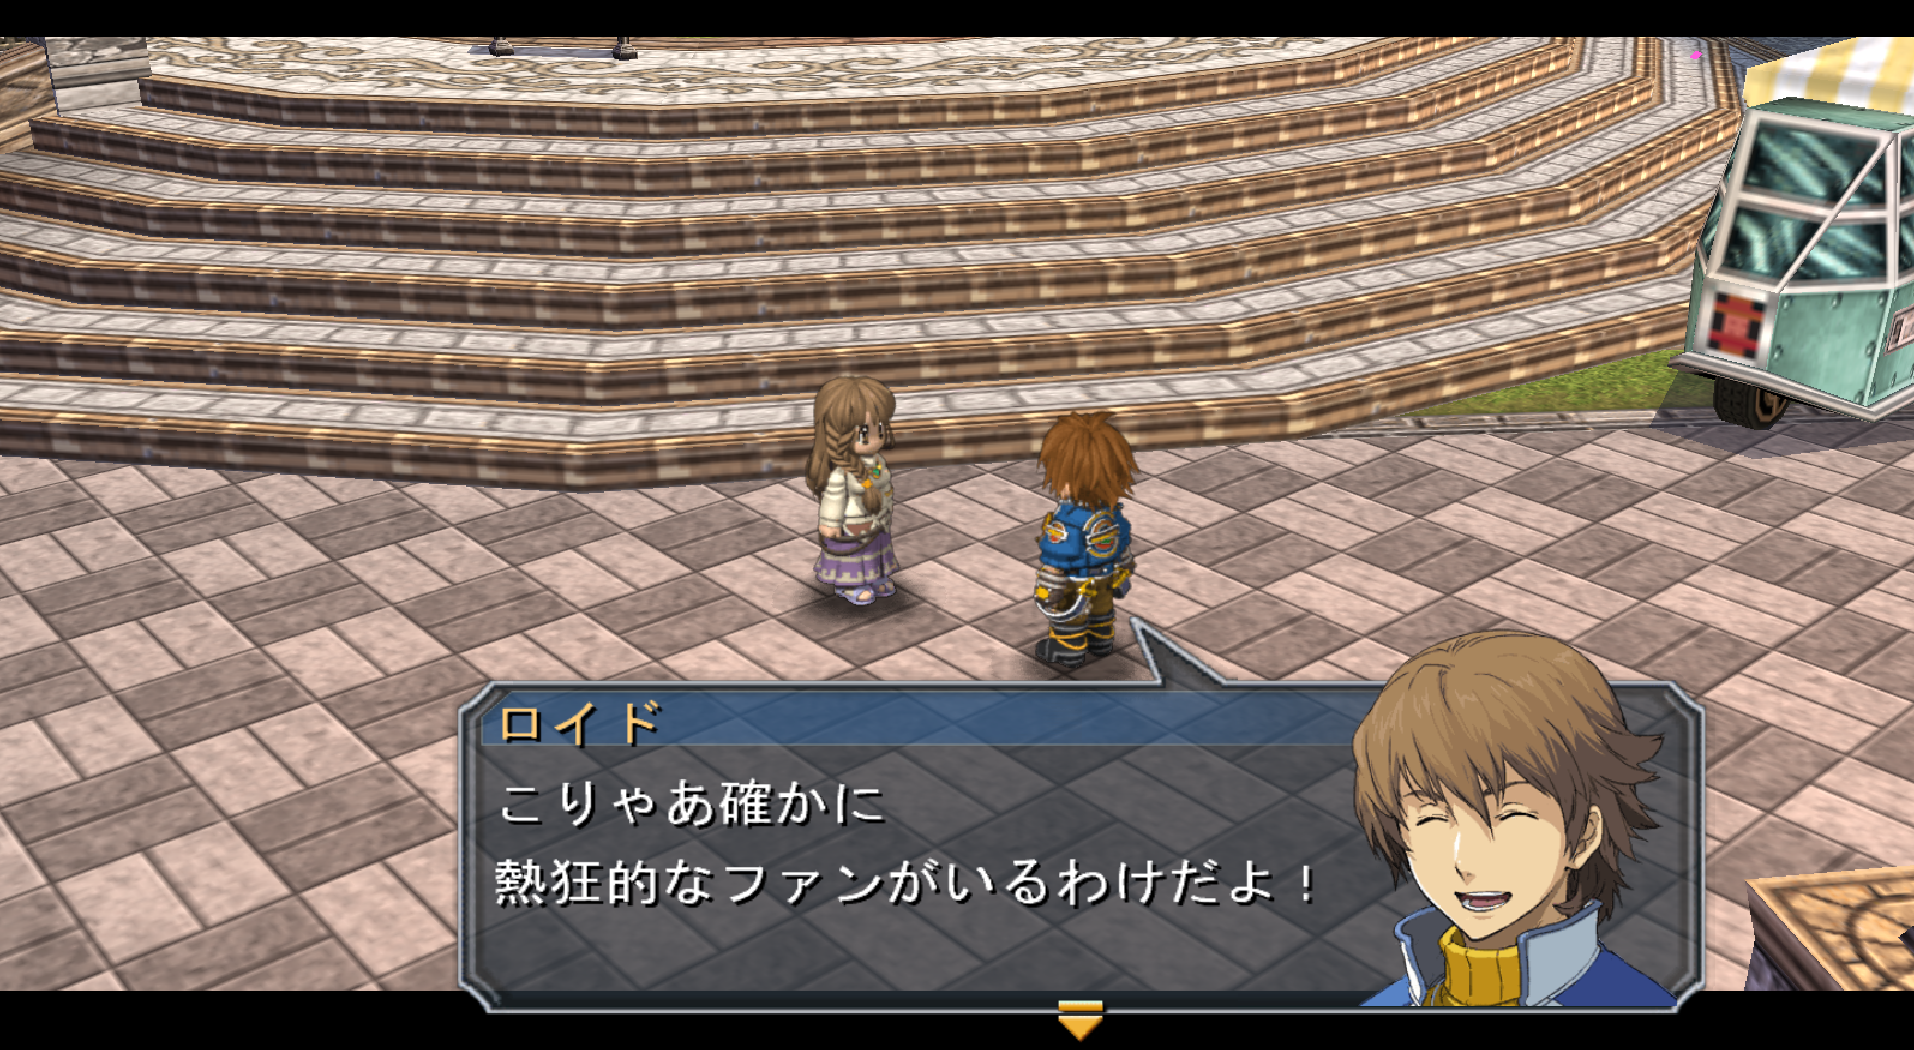 ロイド
こりゃあ確かに
熱狂的なファンがいるわけだよ！